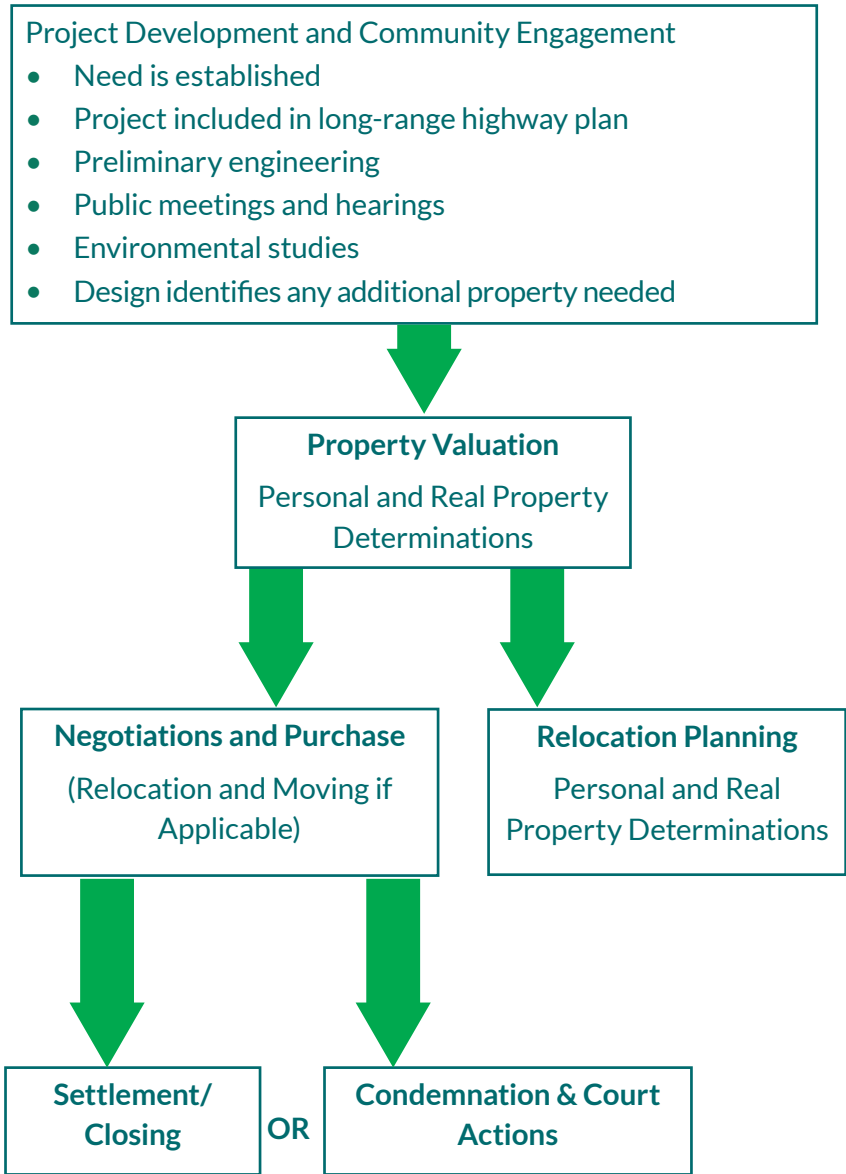 Project Development and Community Engagement
• Need is established
• Project included in long-range highway plan
• Preliminary engineering
• Public meetings and hearings
• Environmental studies
• Design identifies any additional property needed
Property Valuation
Personal and Real Property
Determinations
Negotiations and Purchase
(Relocation and Moving if
Applicable)
Relocation Planning
Personal and Real
Property Determinations
Settlement/
Closing
OR
Condemnation & Court
Actions